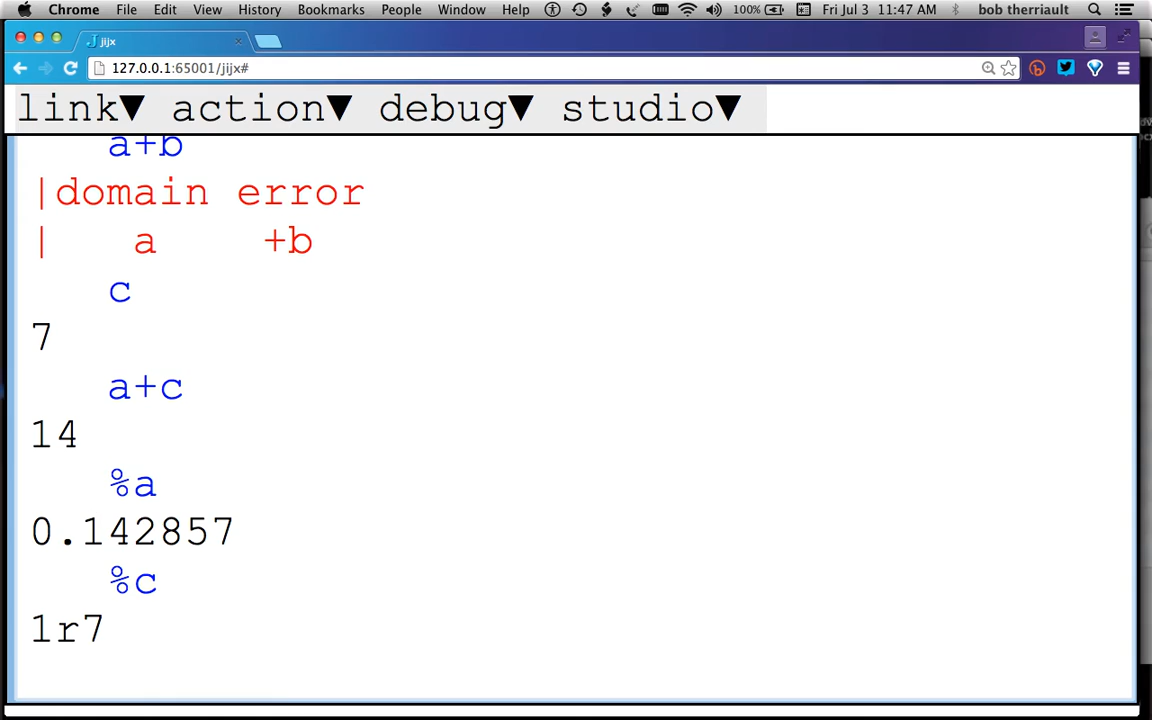 Chrome File Edit View History Bookmarks People Window Help 100% Fri Jul 3 11:47 AM bob therriault
jijx
127.0.0.1:65001/jijx#
link▼ action▼ debug▼ studio▼
a+b
|domain error
| a +b
c
7
a+c
14
%a
0.142857
%c
1r7